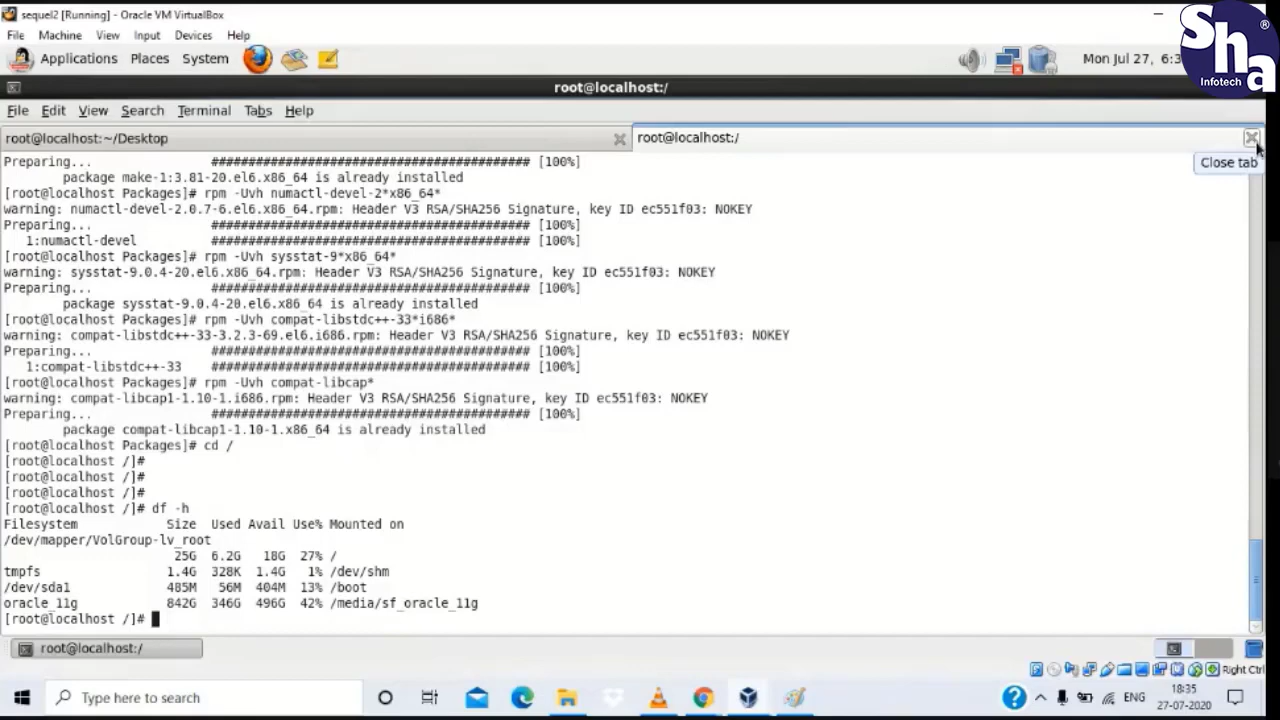 sequel2 [Running] - Oracle VM VirtualBox
File Machine View Input Devices Help
Applications Places System
Mon Jul 27, 6:3
Sha
®
Infotech
root@localhost:/
File Edit View Search Terminal Tabs Help
root@localhost:~/Desktop
root@localhost:/
Close tab
Preparing... ########################################### [100%]
package make-1:3.81-20.el6.x86_64 is already installed
[root@localhost Packages]# rpm -Uvh numactl-devel-2*x86_64*
warning: numactl-devel-2.0.7-6.el6.x86_64.rpm: Header V3 RSA/SHA256 Signature, key ID ec551f03: NOKEY
Preparing... ########################################### [100%]
1:numactl-devel ########################################### [100%]
[root@localhost Packages]# rpm -Uvh sysstat-9*x86_64*
warning: sysstat-9.0.4-20.el6.x86_64.rpm: Header V3 RSA/SHA256 Signature, key ID ec551f03: NOKEY
Preparing... ########################################### [100%]
package sysstat-9.0.4-20.el6.x86_64 is already installed
[root@localhost Packages]# rpm -Uvh compat-libstdc++-33*i686*
warning: compat-libstdc++-33-3.2.3-69.el6.i686.rpm: Header V3 RSA/SHA256 Signature, key ID ec551f03: NOKEY
Preparing... ########################################### [100%]
1:compat-libstdc++-33 ########################################### [100%]
[root@localhost Packages]# rpm -Uvh compat-libcap*
warning: compat-libcap1-1.10-1.i686.rpm: Header V3 RSA/SHA256 Signature, key ID ec551f03: NOKEY
Preparing... ########################################### [100%]
package compat-libcap1-1.10-1.x86_64 is already installed
[root@localhost Packages]# cd /
[root@localhost /]#
[root@localhost /]#
[root@localhost /]#
[root@localhost /]# df -h
Filesystem Size Used Avail Use% Mounted on
/dev/mapper/VolGroup-lv_root
25G 6.2G 18G 27% /
tmpfs 1.4G 328K 1.4G 1% /dev/shm
/dev/sda1 485M 56M 404M 13% /boot
oracle_11g 842G 346G 496G 42% /media/sf_oracle_11g
[root@localhost /]#
root@localhost:/
Right Ctrl
Type here to search
ENG
18:35
27-07-2020